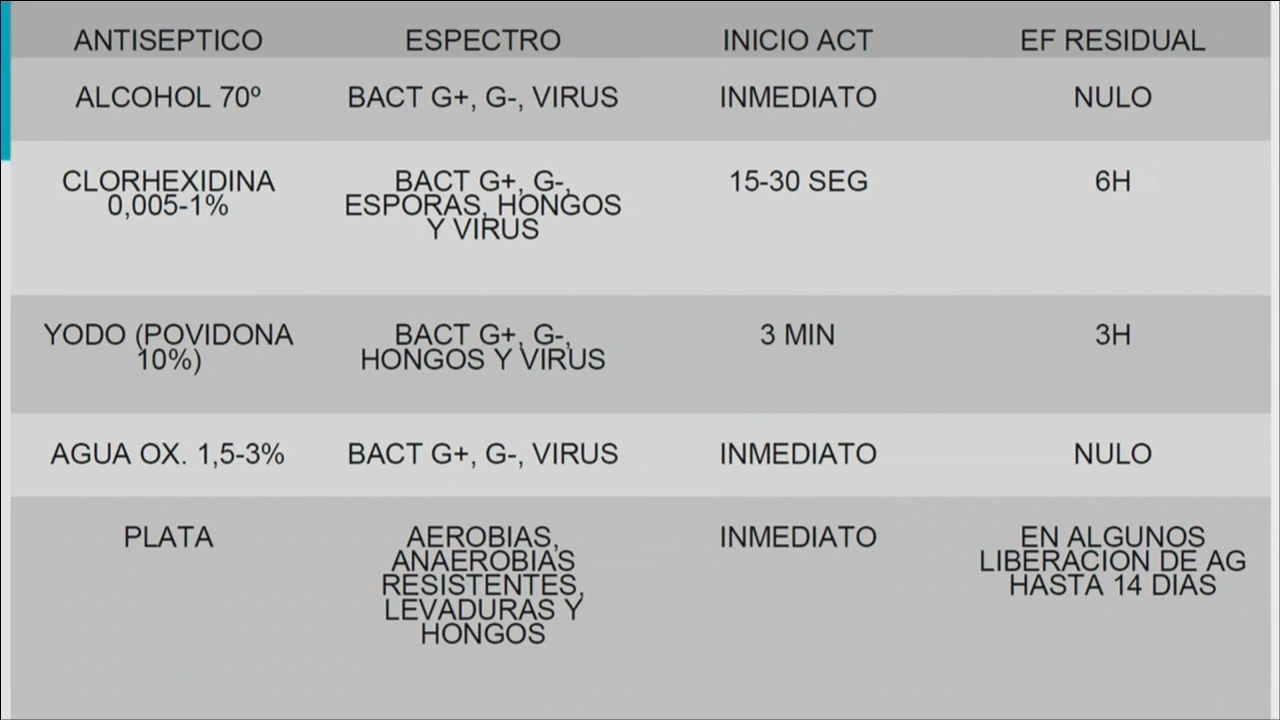 ANTISEPTICO ESPECTRO INICIO ACT EF RESIDUAL
ALCOHOL 70º BACT G+, G-, VIRUS INMEDIATO NULO
CLORHEXIDINA
0,005-1%
BACT G+, G-,
ESPORAS, HONGOS
Y VIRUS
15-30 SEG
6H
YODO (POVIDONA
10%)
BACT G+, G-,
HONGOS Y VIRUS
3 MIN
3H
AGUA OX. 1,5-3% BACT G+, G-, VIRUS INMEDIATO NULO
PLATA
AEROBIAS,
ANAEROBIAS
RESISTENTES,
LEVADURAS Y
HONGOS
INMEDIATO
EN ALGUNOS
LIBERACION DE AG
HASTA 14 DIAS